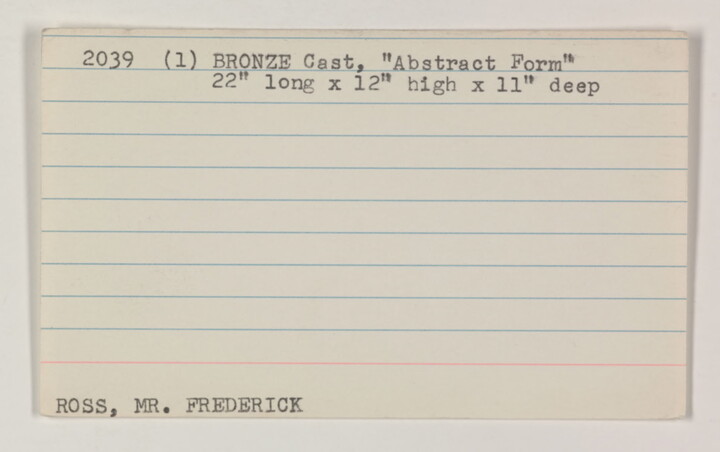 2039 (1) BRONZE Cast, "Abstract Form"
22" long x 12" high x 11" deep
ROSS, MR. FREDERICK